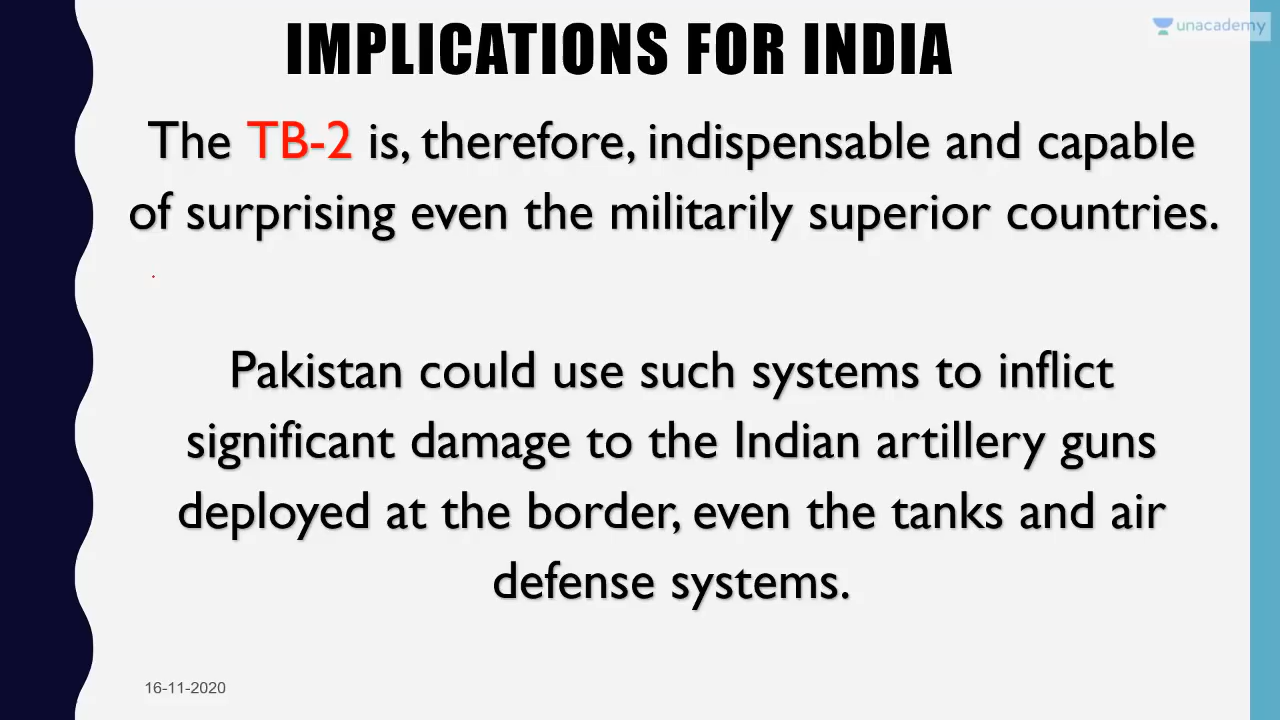 IMPLICATIONS FOR INDIA
unacademy
The TB-2 is, therefore, indispensable and capable
of surprising even the militarily superior countries.
Pakistan could use such systems to inflict
significant damage to the Indian artillery guns
deployed at the border, even the tanks and air
defense systems.
16-11-2020